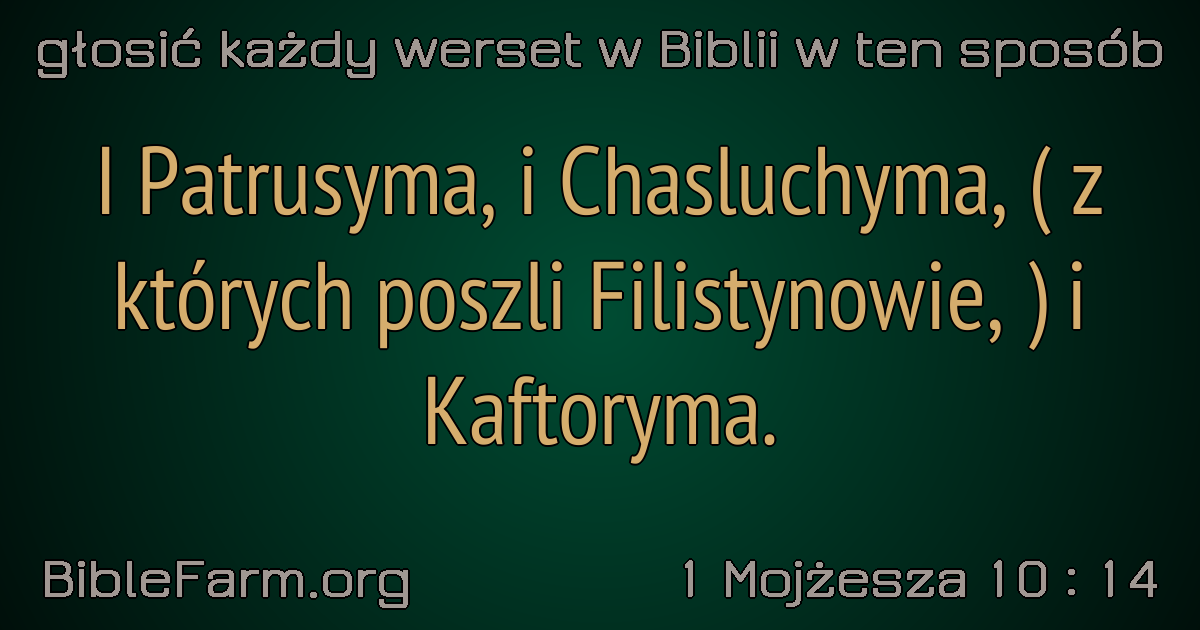 głosić każdy werset w Biblii w ten sposób
I Patrusyma, i Chasluchyma, ( z
których poszli Filistynowie, ) i
Kaftoryma.
BibleFarm.org
1 Mojżesza 10 : 14